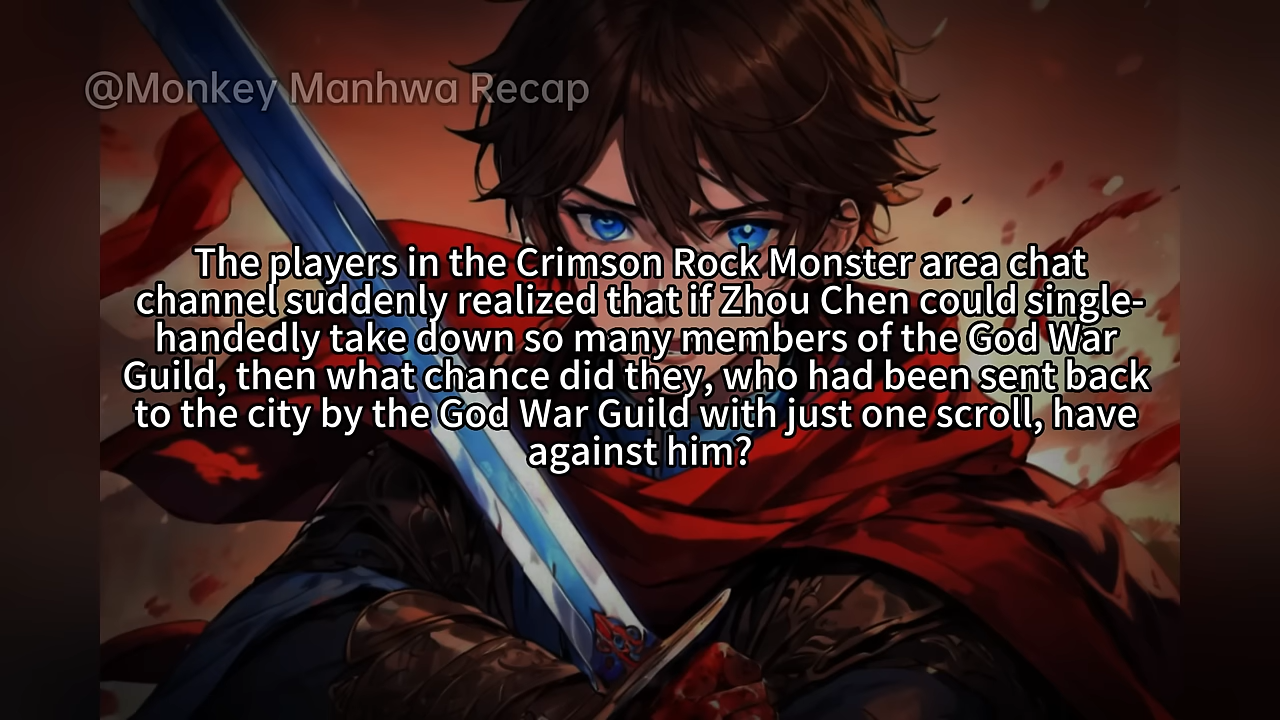 @Monkey Manhwa Recap
The players in the Crimson Rock Monster area chat
channel suddenly realized that if Zhou Chen could single-
handedly take down so many members of the God War
Guild, then what chance did they, who had been sent back
to the city by the God War Guild with just one scroll, have
against him?